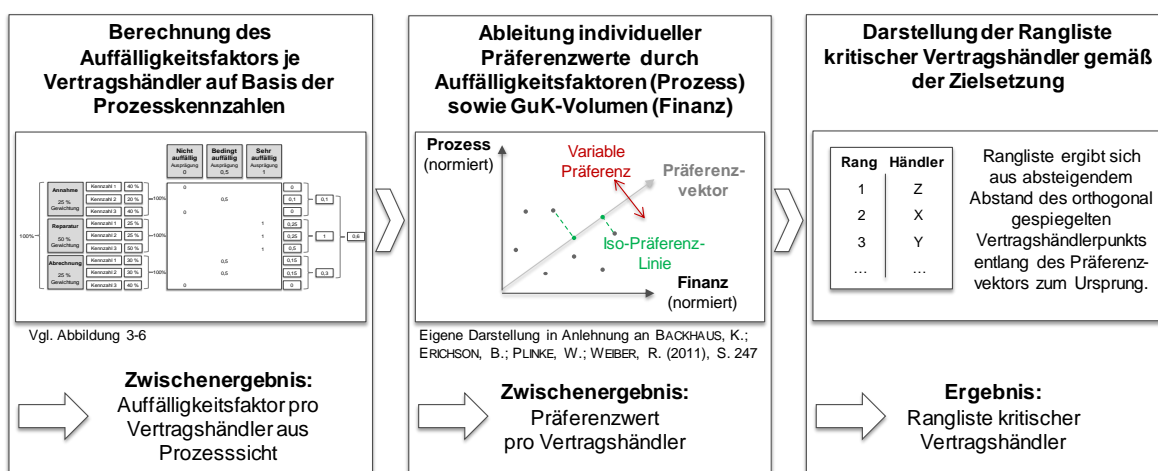 Berechnung des
Auffälligkeitsfaktors je
Vertragshändler auf Basis der
Prozesskennzahlen
Nicht
auffällig
Ausprägung
0
Bedingt
auffällig
Ausprägung
0,5
Sehr
auffällig
Ausprägung
1
100%
Annahme
25 %
Gewichtung
Kennzahl 1 40 % 0 0
Kennzahl 2 20 % 100% 0,5 0,1 0,1
Kennzahl 3 40 % 0 0
Reparatur
50 %
Gewichtung
Kennzahl 1 25 % 1 0,25
Kennzahl 2 25 % 100% 1 0,25 1 0,6
Kennzahl 3 50 % 1 0,5
Abrechnung
25 %
Gewichtung
Kennzahl 1 30 % 0,5 0,15
Kennzahl 2 30 % 100% 0,5 0,15 0,3
Kennzahl 3 40 % 0 0
Vgl. Abbildung 3-6
Zwischenergebnis:
Auffälligkeitsfaktor pro
Vertragshändler aus
Prozesssicht
Ableitung individueller
Präferenzwerte durch
Auffälligkeitsfaktoren (Prozess)
sowie GuK-Volumen (Finanz)
Prozess
(normiert)
Variable
Präferenz
Präferenz-
vektor
Iso-Präferenz-
Linie
Finanz
(normiert)
Eigene Darstellung in Anlehnung an BACKHAUS, K.;
ERICHSON, B.; PLINKE, W.; WEIBER, R. (2011), S. 247
Zwischenergebnis:
Präferenzwert
pro Vertragshändler
Darstellung der Rangliste
kritischer Vertragshändler gemäß
der Zielsetzung
Rang Händler
1 Z
2 X
3 Y
... ...
Rangliste ergibt sich
aus absteigendem
Abstand des orthogonal
gespiegelten
Vertragshändlerpunkts
entlang des Präferenz-
vektors zum Ursprung.
Ergebnis:
Rangliste kritischer
Vertragshändler